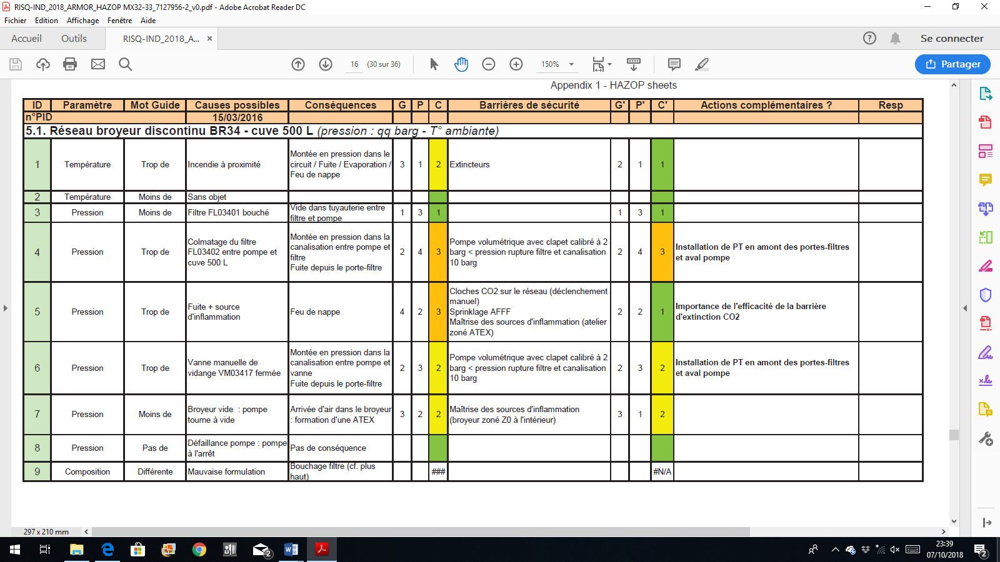 RISQ-IND_2018_ARMOR_HAZOP MX32-33_7127956-2_v0.pdf - Adobe Acrobat Reader DC
Fichier Edition Affichage Fenêtre Aide
Accueil Outils RISQ-IND_2018_A... × Se connecter
16 (30 sur 36) 150% Partager
Appendix 1 - HAZOP sheets
ID Paramètre Mot Guide Causes possibles Conséquences G P C Barrières de sécurité G' P' C' Actions complémentaires ? Resp
n°PID 15/03/2016
5.1. Réseau broyeur discontinu BR34 - cuve 500 L (pression : qq barg - T° ambiante)
1 Température Trop de Incendie à proximité
Montée en pression dans le
circuit / Fuite / Evaporation /
Feu de nappe
3 1 2 Extincteurs 2 1 1
2 Température Moins de Sans objet
3 Pression Moins de Filtre FL03401 bouché
Vide dans tuyauterie entre
filtre et pompe
1 3 1 1 3 1
4 Pression Trop de
Colmatage du filtre
FL03402 entre pompe et
cuve 500 L
Montée en pression dans la
canalisation entre pompe et
filtre
Fuite depuis le porte-filtre
2 4 3
Pompe volumétrique avec clapet calibré à 2
barg < pression rupture filtre et canalisation
10 barg
2 4 3
Installation de PT en amont des portes-filtres
et aval pompe
5 Pression Trop de
Fuite + source
d'inflammation
Feu de nappe
4 2 3
Cloches CO2 sur le réseau (déclenchement
manuel)
Sprinklage AFFF
Maîtrise des sources d'inflammation (atelier
zoné ATEX)
2 2 1
Importance de l'efficacité de la barrière
d'extinction CO2
6 Pression Trop de
Vanne manuelle de
vidange VM03417 fermée
Montée en pression dans la
canalisation entre pompe et
vanne
Fuite depuis le porte-filtre
2 3 2
Pompe volumétrique avec clapet calibré à 2
barg < pression rupture filtre et canalisation
10 barg
2 3 2
Installation de PT en amont des portes-filtres
et aval pompe
7 Pression Moins de
Broyeur vide : pompe
tourne à vide
Arrivée d'air dans le broyeur
: formation d'une ATEX
3 2 2
Maîtrise des sources d'inflammation
(broyeur zoné Z0 à l'intérieur)
3 1 2
8 Pression Pas de
Défaillance pompe : pompe
à l'arrêt
Pas de conséquence
9 Composition Différente Mauvaise formulation
Bouchage filtre (cf. plus
haut)
### #N/A
297 x 210 mm
2
23:39
07/10/2018
2